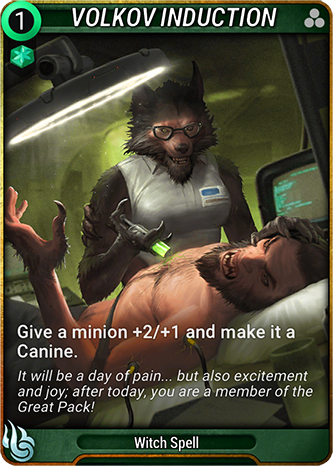 1
VOLKOV INDUCTION
Give a minion +2/+1 and make it a
Canine.
It will be a day of pain... but also excitement
and joy; after today, you are a member of the
Great Pack!
Witch Spell